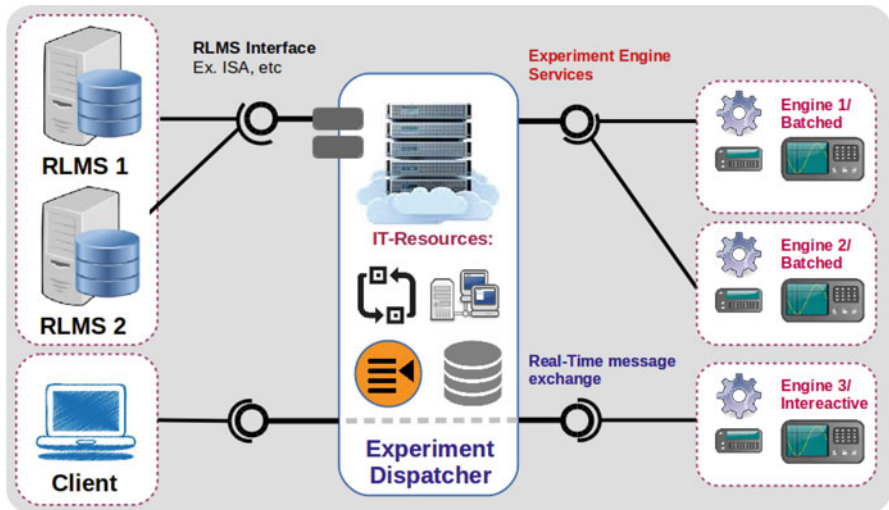 RLMS 1
RLMS 2
Client
RLMS Interface
Ex. ISA, etc
IT-Resources:
Experiment
Dispatcher
Experiment Engine
Services
Real-Time message
exchange
Engine 1/
Batched
Engine 2/
Batched
Engine 3/
Intereactive